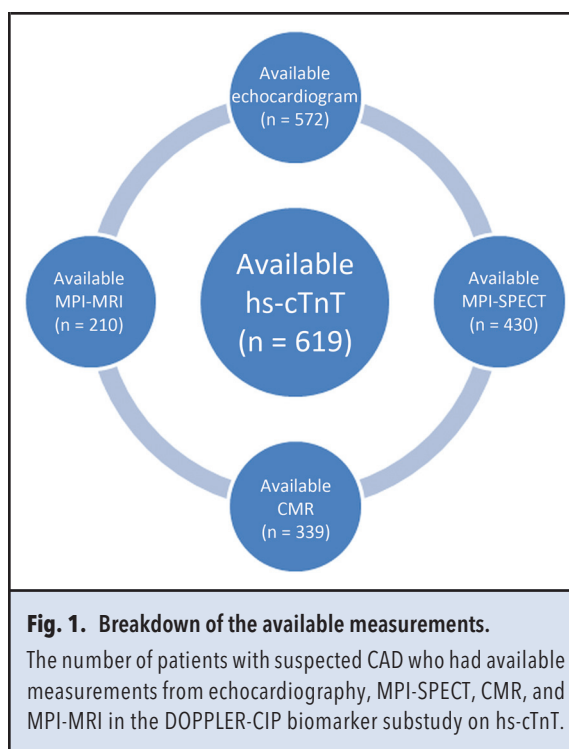 Available
echocardiogram
(n = 572)
Available
MPI-MRI
(n = 210)
Available
hs-cTnT
(n = 619)
Available
MPI-SPECT
(n = 430)
Available
CMR
(n = 339)
Fig. 1. Breakdown of the available measurements.
The number of patients with suspected CAD who had available
measurements from echocardiography, MPI-SPECT, CMR, and
MPI-MRI in the DOPPLER-CIP biomarker substudy on hs-cTnT.